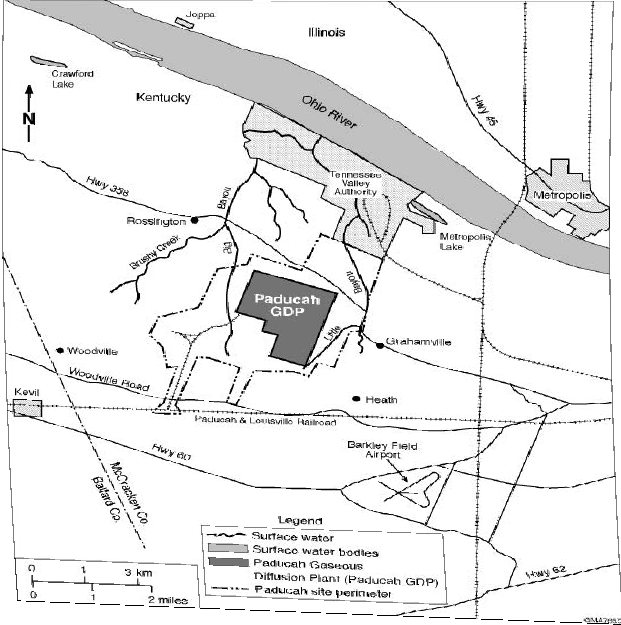 Joppa
Illinois
Crawford
Lake
Kentucky
Ohio River
Hwy 45
N
Tennessee
Valley
Authority
Metropolis
Hwy 358
Bayou
Rossington
Metropolis
Lake
Brushy Creek
Big
Bayou
Paducah
GDP
Little
Grahamville
Woodville
Woodville Road
Kevil
Heath
Paducah & Louisville Railroad
Barkley Field
Airport
Hwy 60
McCracken Co.
Ballard Co.
Legend
Surface water
Surface water bodies
Paducah Gaseous
Diffusion Plant (Paducah GDP)
Paducah site perimeter
Hwy 62
0 1 3 km
0 1 2 miles